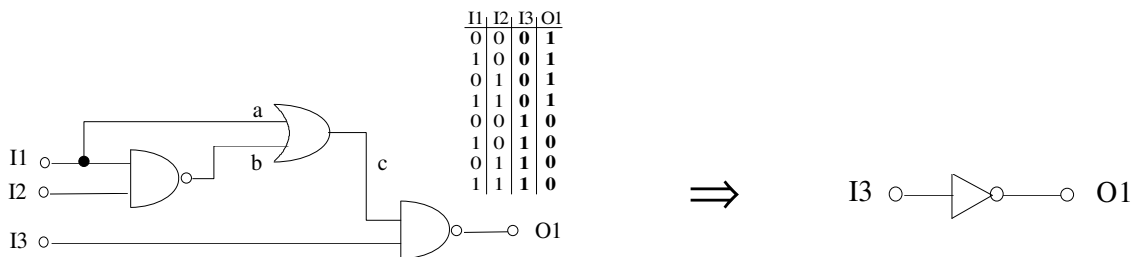 I1 I2 I3 O1
0 0 0 1
1 0 0 1
0 1 0 1
1 1 0 1
0 0 1 0
1 0 1 0
0 1 1 0
1 1 1 0
a
I1
b
c
I2
I3
O1
⇒
I3
O1